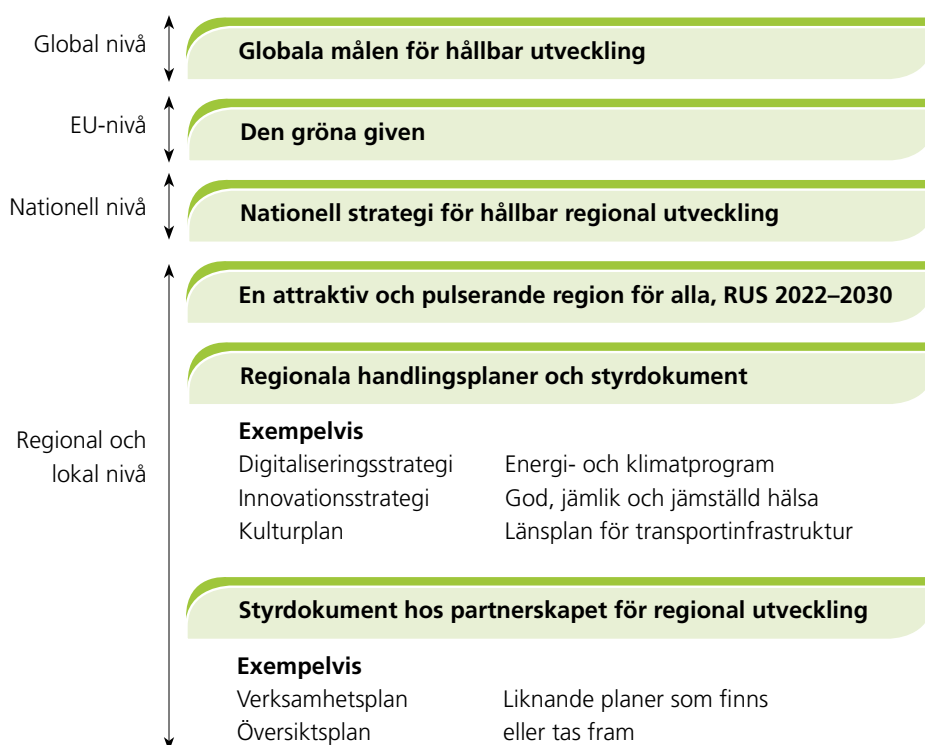 Global nivå
Globala målen för hållbar utveckling
EU-nivå
Den gröna given
Nationell nivå
Nationell strategi för hållbar regional utveckling
En attraktiv och pulserande region för alla, RUS 2022–2030
Regionala handlingsplaner och styrdokument
Regional och
lokal nivå
Exempelvis
Digitaliseringsstrategi
Energi- och klimatprogram
Innovationsstrategi
God, jämlik och jämställd hälsa
Kulturplan
Länsplan för transportinfrastruktur
Styrdokument hos partnerskapet för regional utveckling
Exempelvis
Verksamhetsplan
Liknande planer som finns
Översiktsplan
eller tas fram